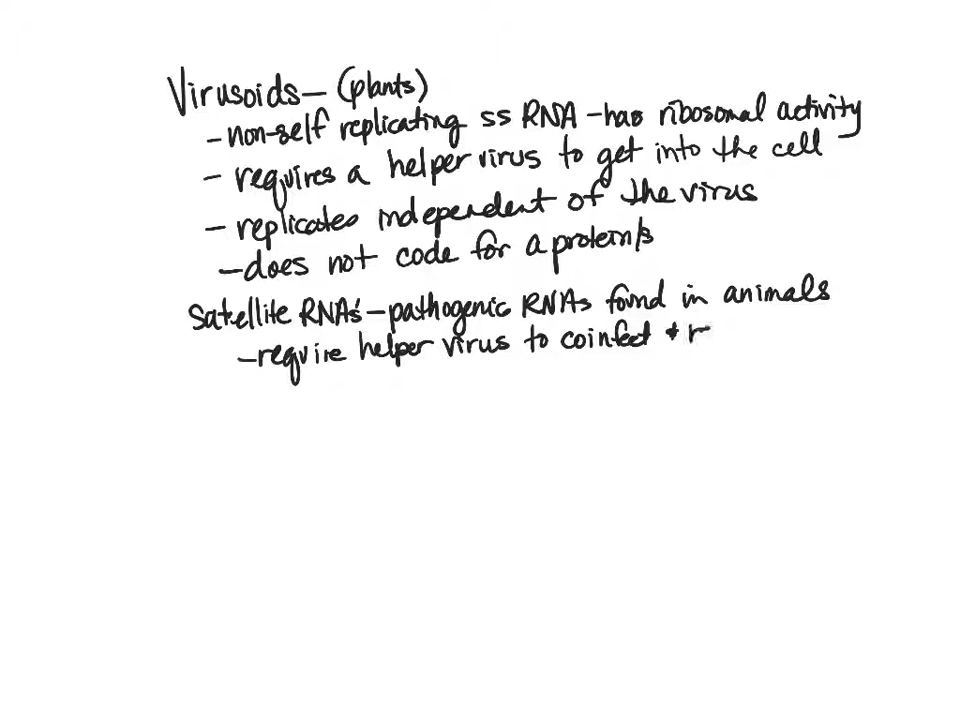 Virusoids— (plants)
- non-self replicating ss RNA - has ribosomal activity
- requires a helper virus to get into the cell
- replicates independent of the virus
- does not code for a protein/s
Satellite RNA's - pathogenic RNAs found in animals
- require helper virus to coinfect + r